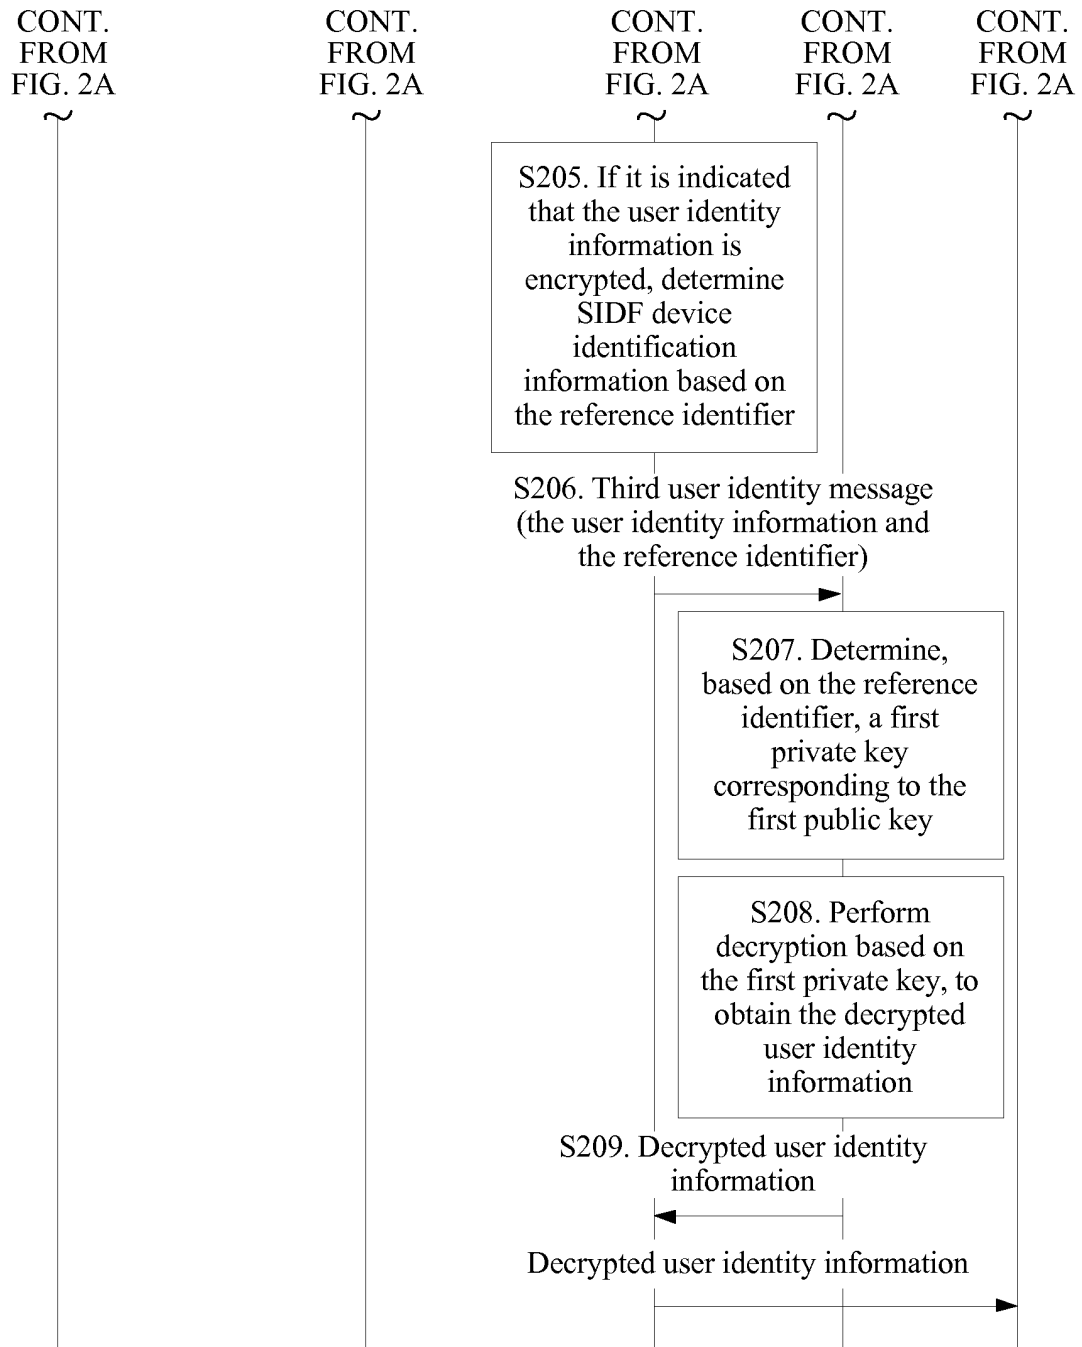 CONT.
FROM
FIG. 2A
CONT.
FROM
FIG. 2A
CONT.
FROM
FIG. 2A
CONT.
FROM
FIG. 2A
CONT.
FROM
FIG. 2A
S205. If it is indicated
that the user identity
information is
encrypted, determine
SIDF device
identification
information based on
the reference identifier
S206. Third user identity message
(the user identity information and
the reference identifier)
S207. Determine,
based on the reference
identifier, a first
private key
corresponding to the
first public key
S208. Perform
decryption based on
the first private key, to
obtain the decrypted
user identity
information
S209. Decrypted user identity
information
Decrypted user identity information